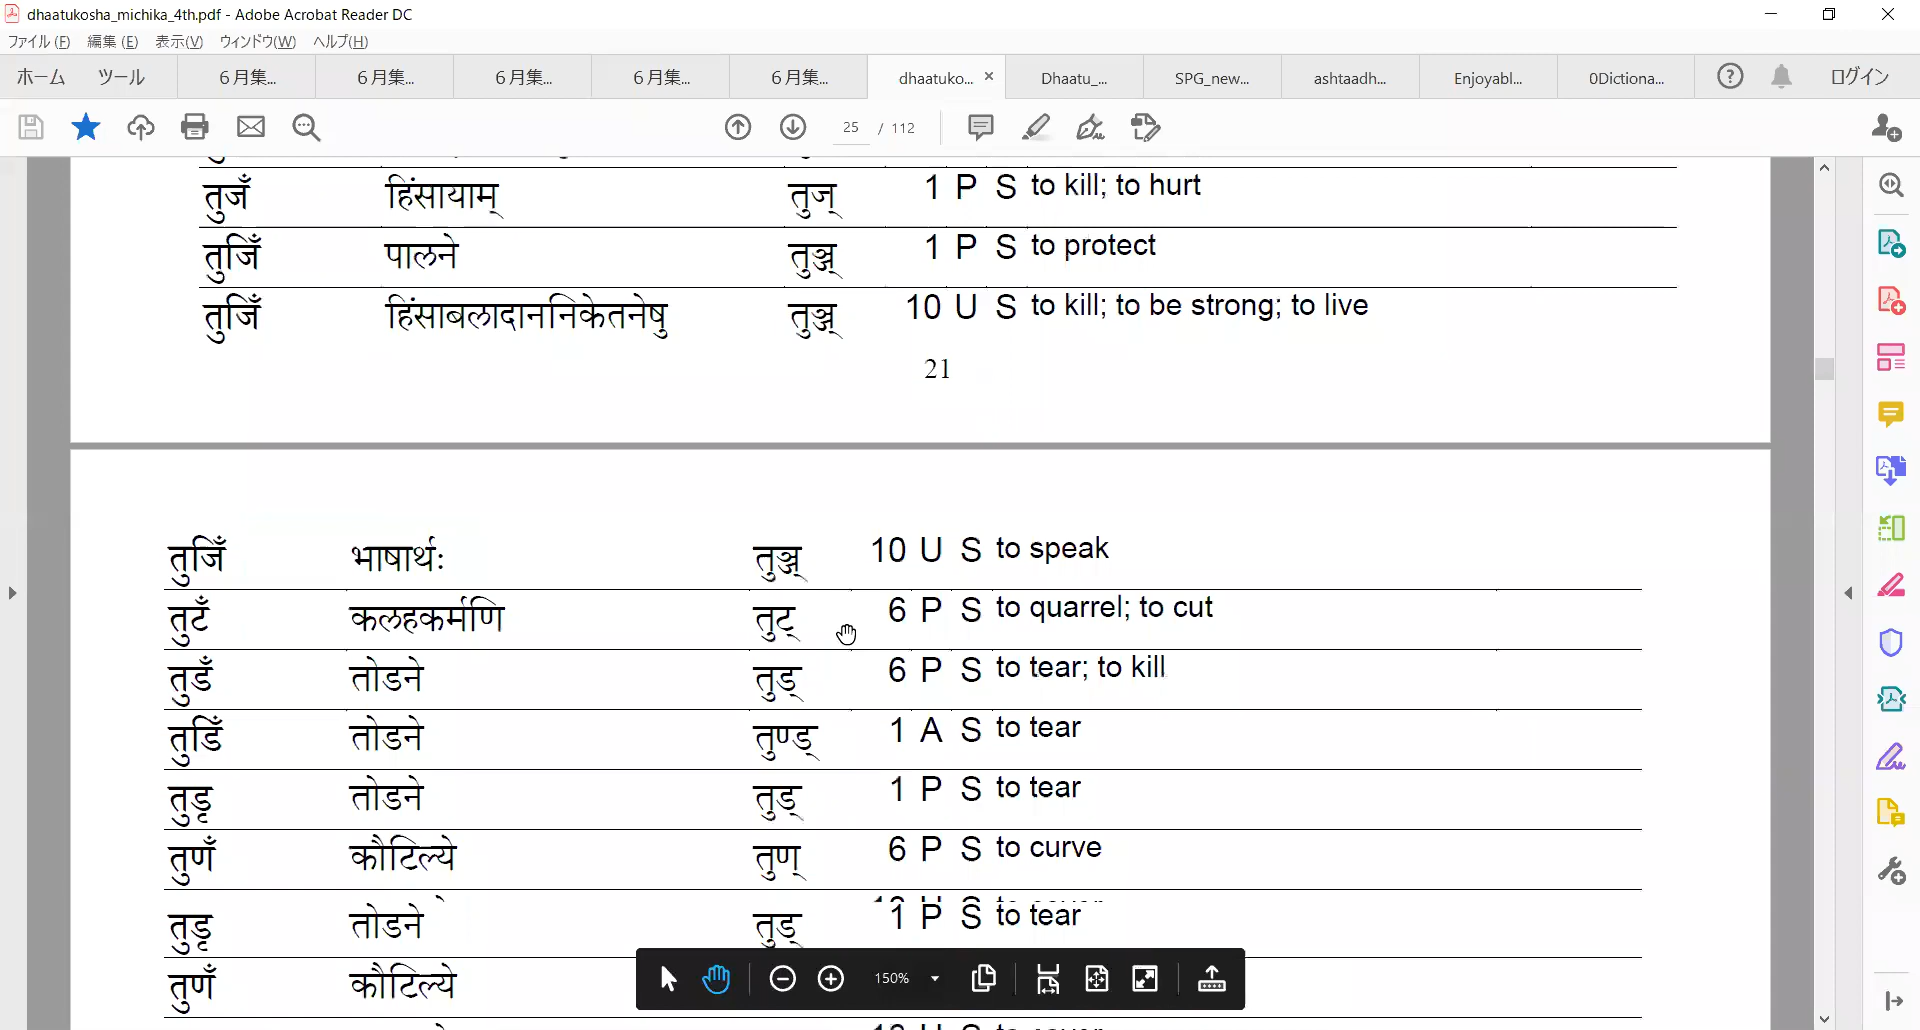 dhaatukosha_michika_4th.pdf - Adobe Acrobat Reader DC
ファイル(F) 編集(E) 表示(V) ウィンドウ(W) ヘルプ(H)
ホーム ツール 6月集... 6月集... 6月集... 6月集... 6月集... dhaatuko... × Dhaatu_... SPG_new... ashtaadh... Enjoyabl... 0Dictiona... ログイン
25 / 112
तुजँ हिंसायाम् तुज् 1 P S to kill; to hurt
तुजिँ पालने तुञ्ज् 1 P S to protect
तुजिँ हिंसाबलादाननिकेतनेषु तुञ्ज् 10 U S to kill; to be strong; to live
21
तुजिँ भाषार्थः तुञ्ज् 10 U S to speak
तुटँ कलहकर्मणि तुट् 6 P S to quarrel; to cut
तुडँ तोडने तुड् 6 P S to tear; to kill
तुडिँ तोडने तुण्ड् 1 A S to tear
तुडृ तोडने तुड् 1 P S to tear
तुणँ कौटिल्ये तुण् 6 P S to curve
तुडृ तोडने तुड् 1 P S to tear
तुणँ कौटिल्ये
150%